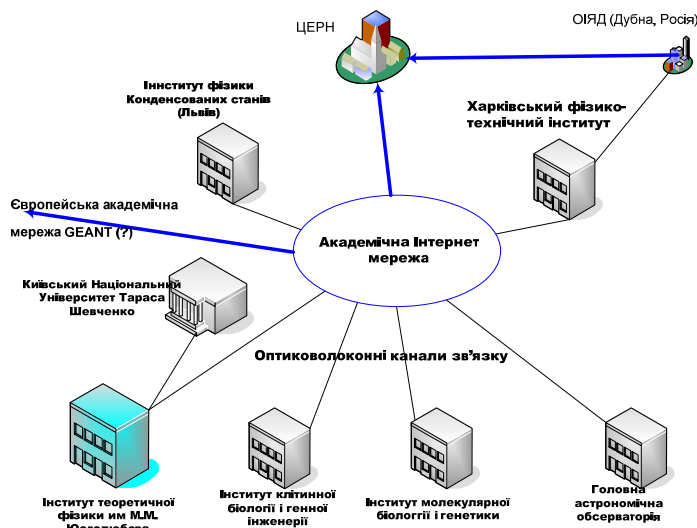 ЦЕРН
ОІЯД (Дубна, Росія)
Іннститут фізики
Конденсованих станів
(Львів)
Харківський фізико-
технічний інститут
Європейська академічна
мережа GEANT (?)
Академічна Інтернет
мережа
Київський Національний
Університет Тараса
Шевченко
Оптиковолоконні канали зв'язку
Інститут теоретичної
фізики им М.М.
Інститут клітинної
біології і генної
інженерії
Інститут молекулярної
біологгії і генетики
Головна
астрономічна
обсерваторія